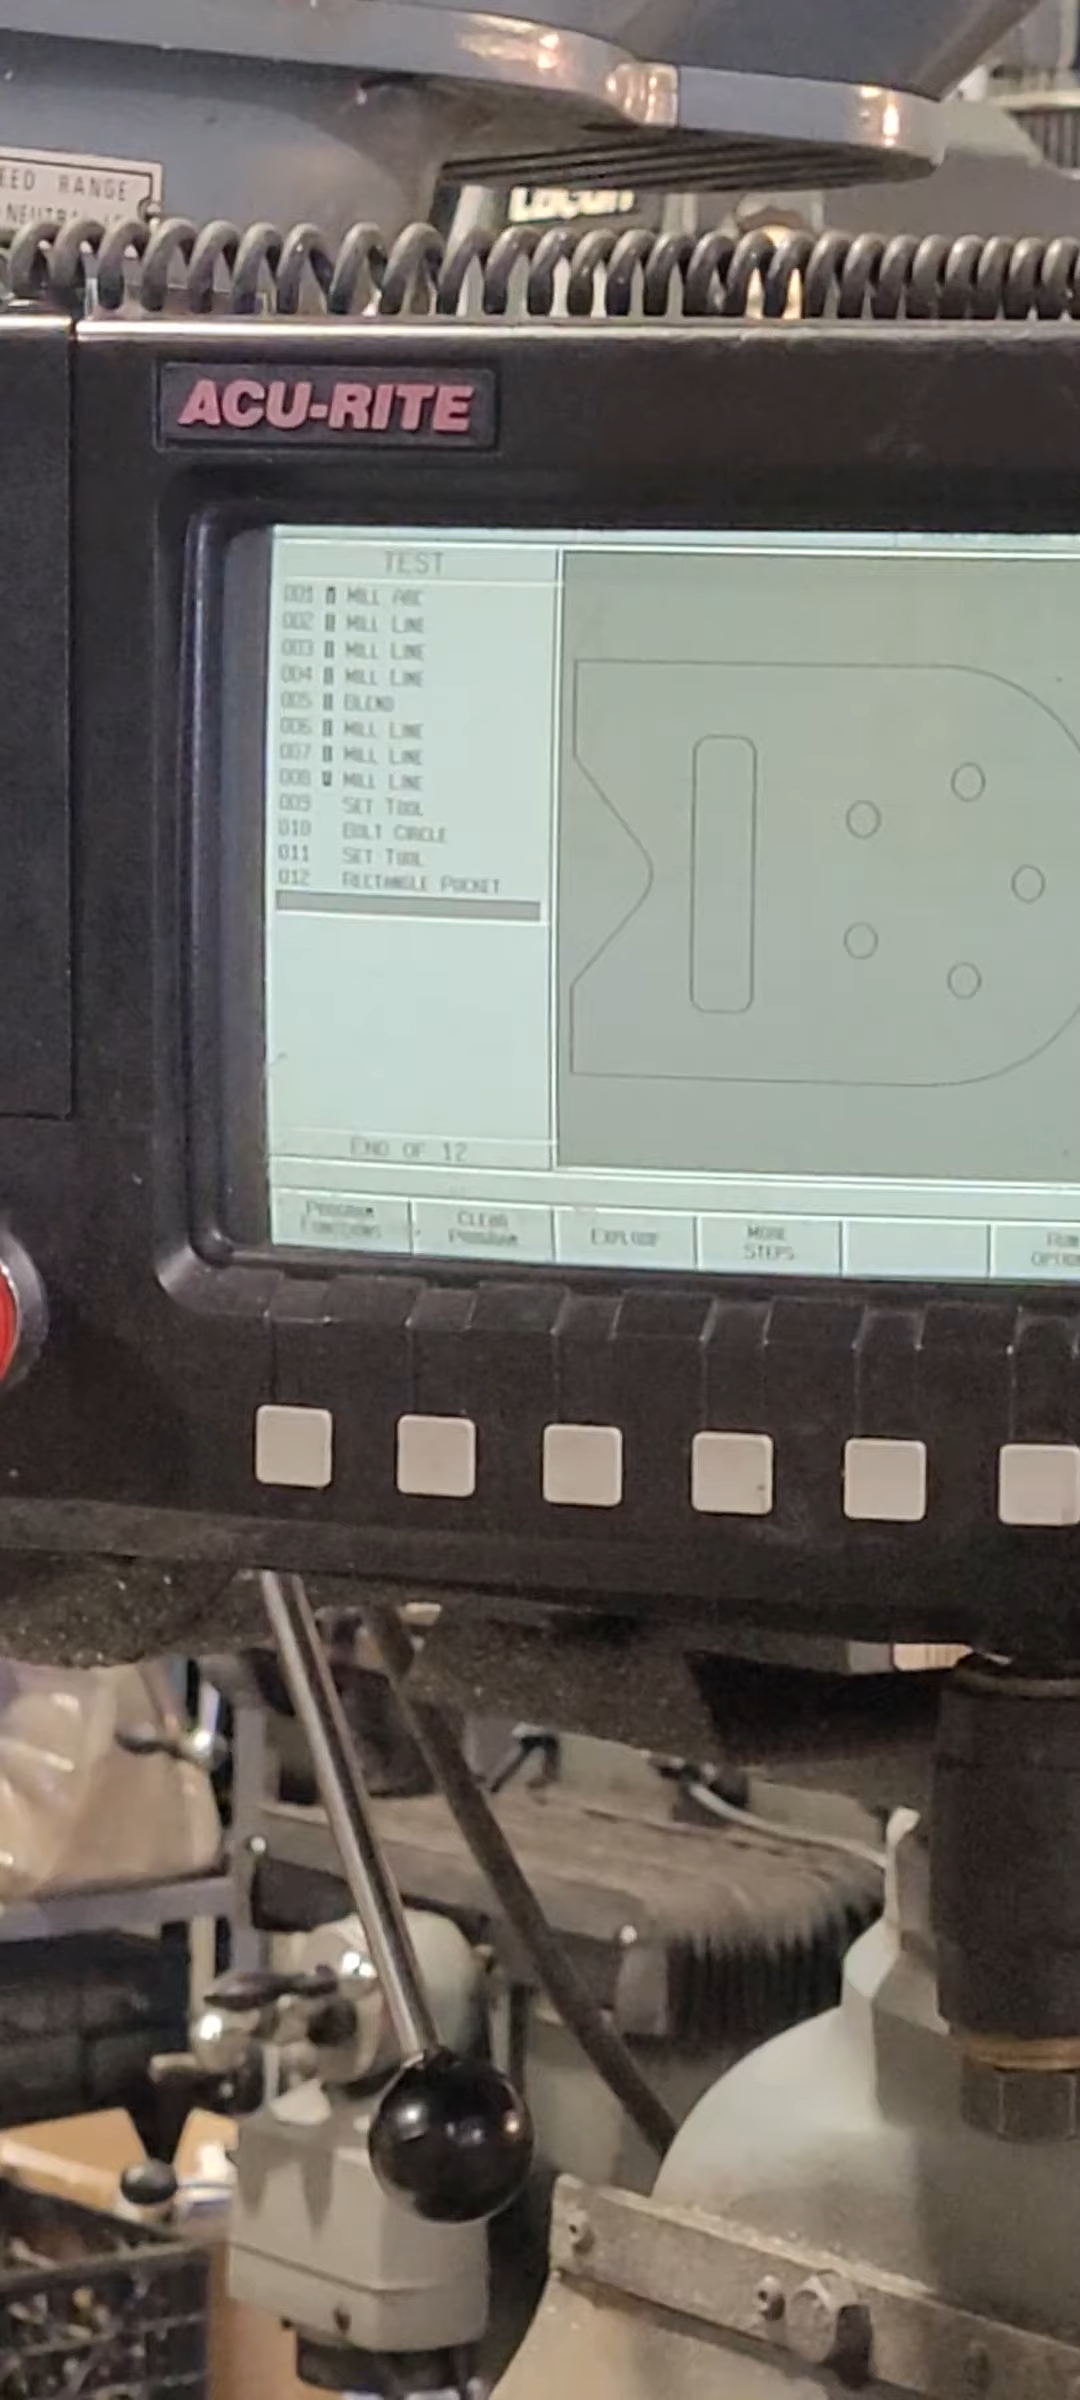 EED RANGE
ACU-RITE
TEST
001 MILL ARC
002 MILL LINE
003 MILL LINE
004 MILL LINE
005 BLEND
006 MILL LINE
007 MILL LINE
008 MILL LINE
009 SET TOOL
010 BOLT CIRCLE
011 SET TOOL
012 RECTANGLE POCKET
END OF 12
PROGRAM FUNCTIONS
CLEAR PROGRAM
EXPLODE
MORE STEPS
RUN